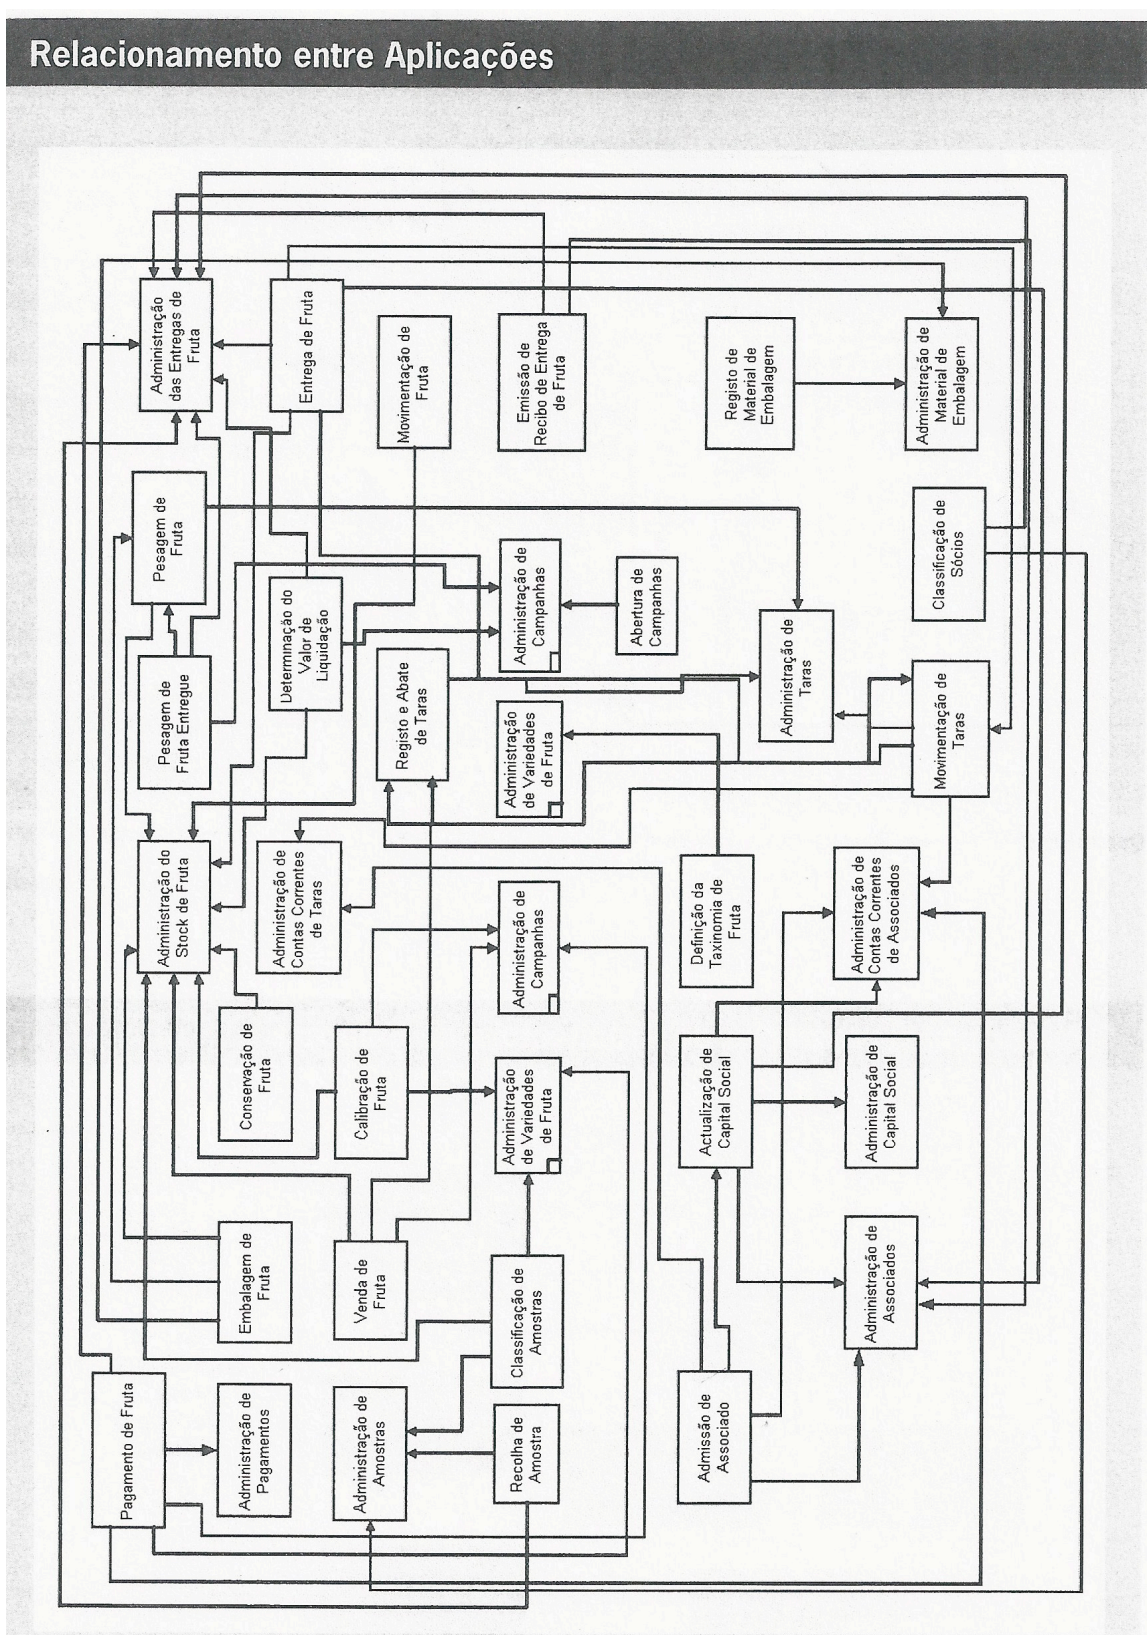 Relacionamento entre Aplicações
Administração
das Entregas de
Fruta
Entrega de Fruta
Movimentação de
Fruta
Emissão de
Recibo de Entrega
de Fruta
Registo de
Material de
Embalagem
Administração de
Material de
Embalagem
Pesagem de
Fruta
Pesagem de
Fruta Entregue
Determinação do
Valor de
Liquidação
Registo e Abate
de Taras
Administração de
Campanhas
Abertura de
Campanhas
Administração
de Variedades
de Fruta
Administração de
Taras
Classificação de
Sócios
Movimentação de
Taras
Administração do
Stock de Fruta
Administração de
Contas Correntes
de Taras
Administração de
Campanhas
Definição da
Taxinomia de
Fruta
Administração de
Contas Correntes
de Associados
Conservação de
Fruta
Calibração de
Fruta
Administração
de Variedades
de Fruta
Actualização de
Capital Social
Administração de
Capital Social
Embalagem de
Fruta
Venda de
Fruta
Classificação de
Amostras
Administração de
Associados
Pagamento de Fruta
Administração de
Pagamentos
Administração de
Amostras
Recolha de
Amostra
Admissão de
Associado